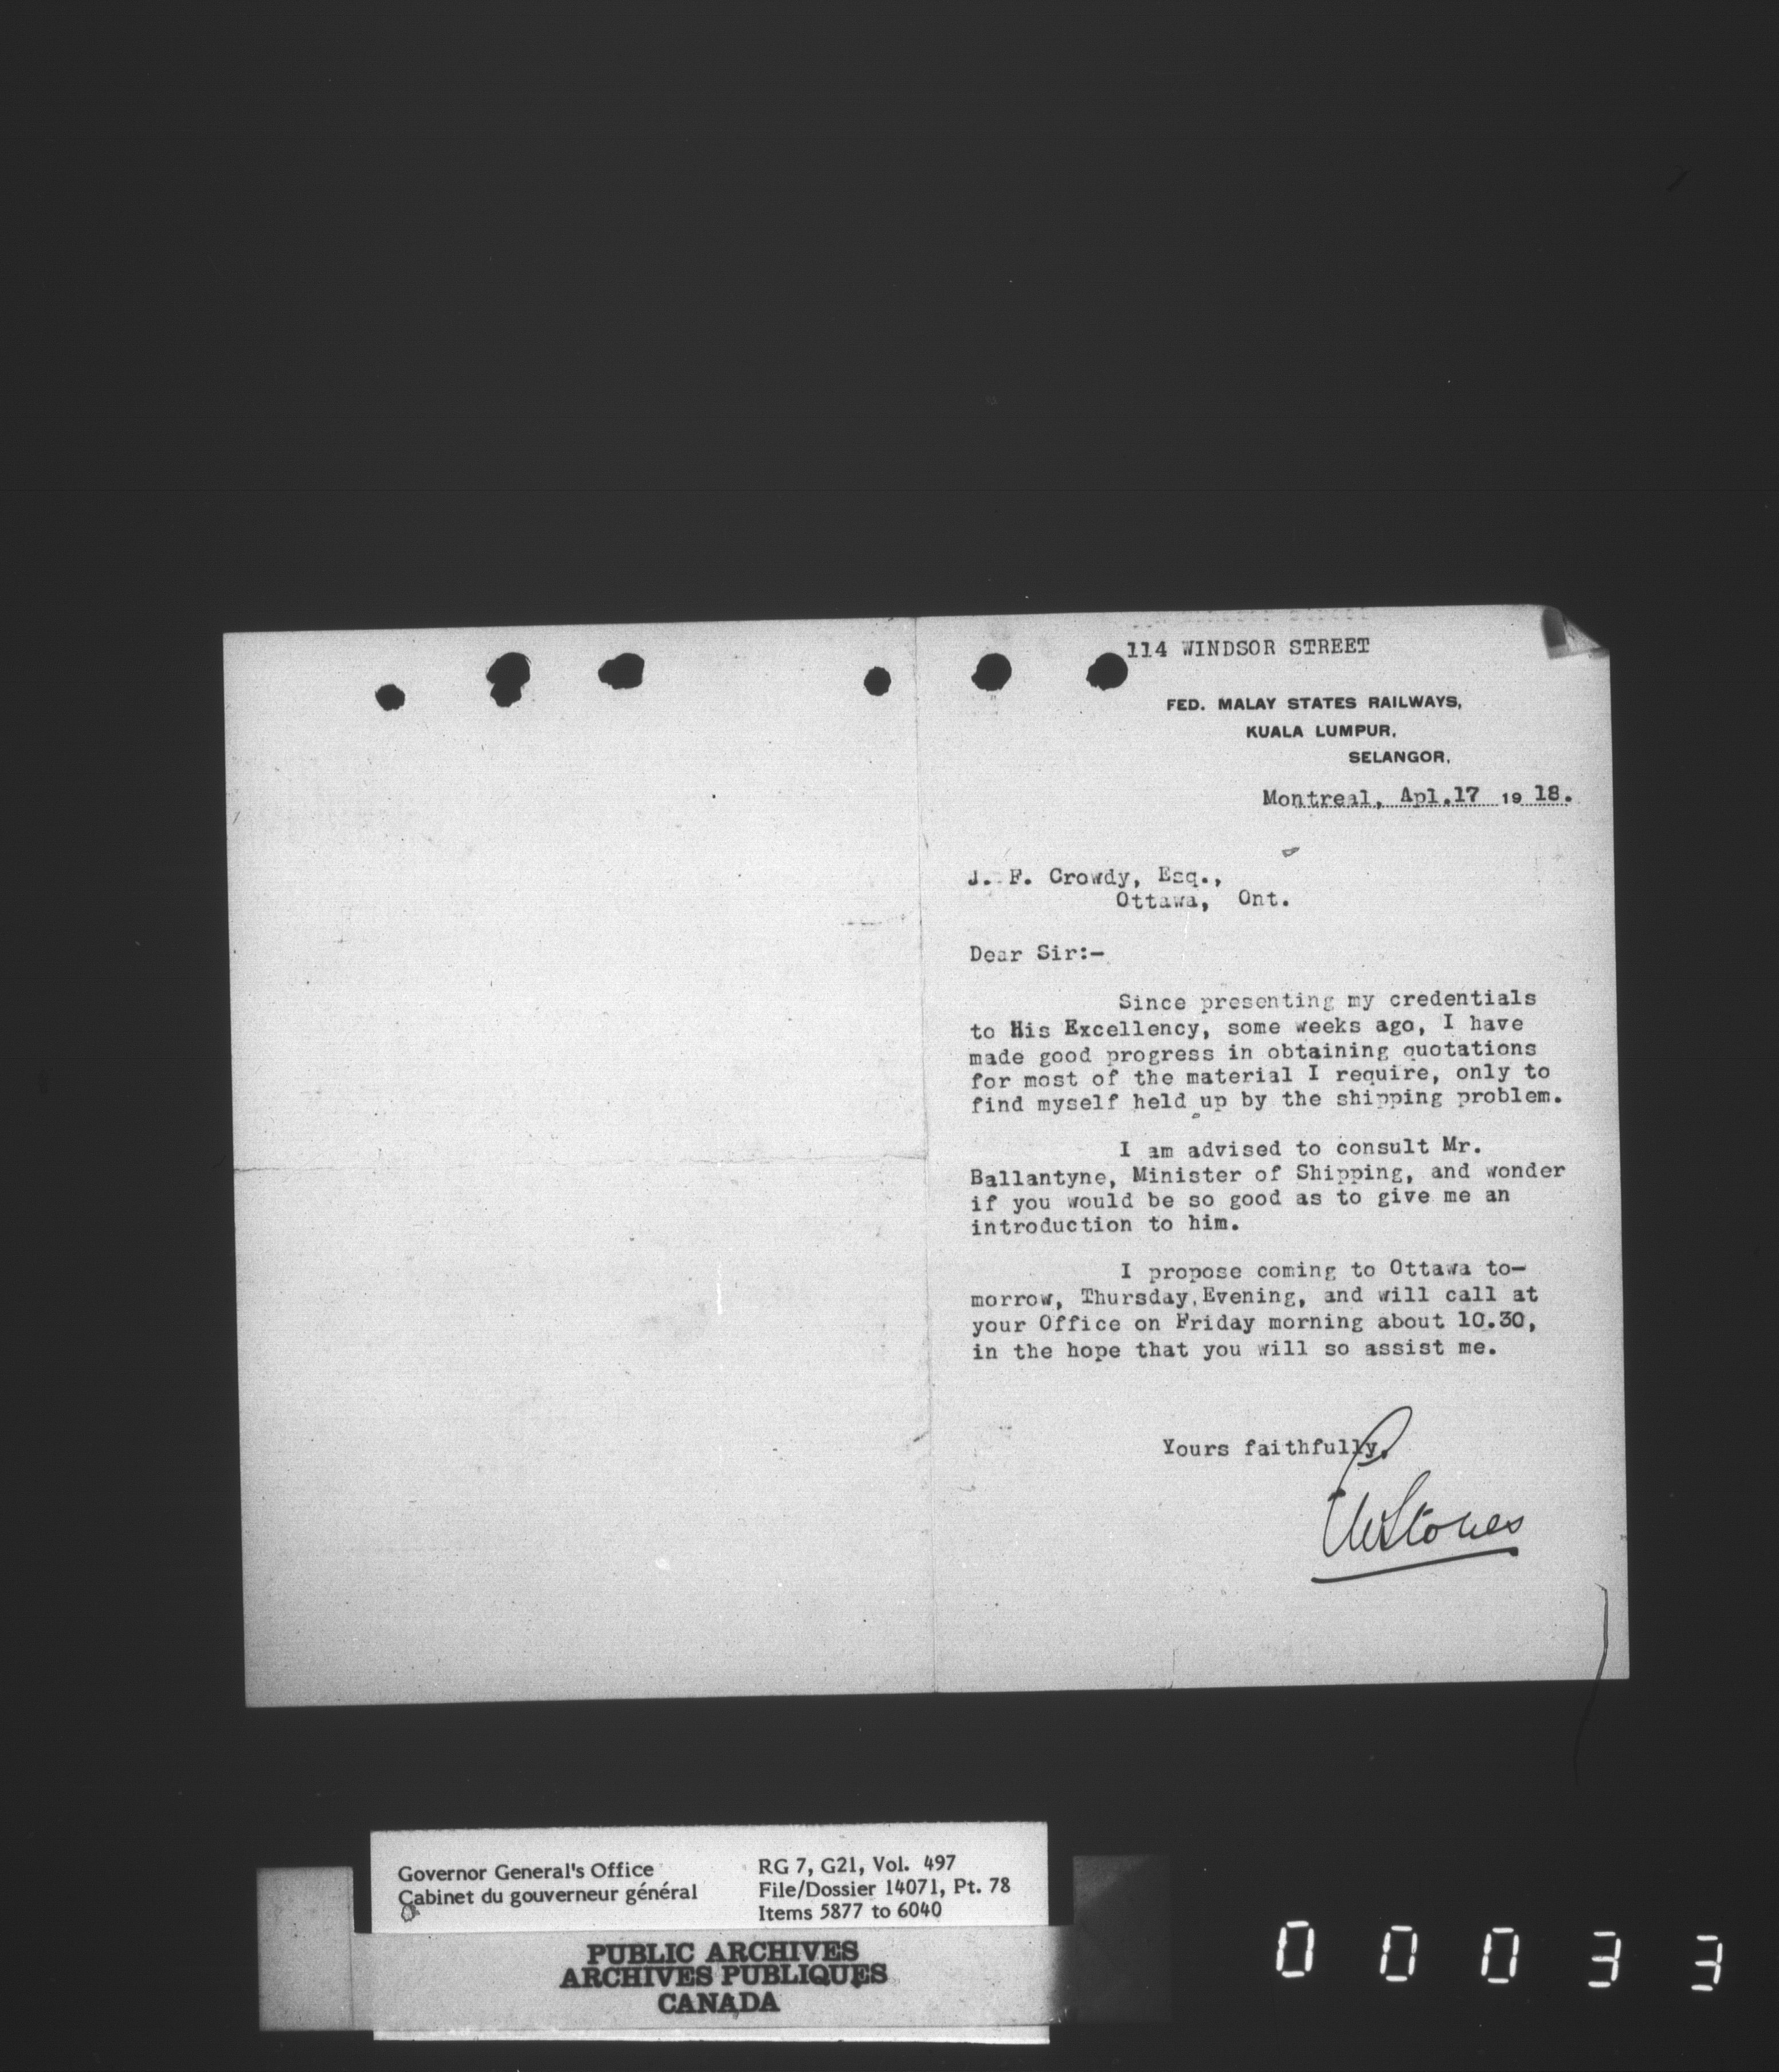 114 WINDSOR STREET
FED. MALAY STATES RAILWAYS,
KUALA LUMPUR,
SELANGOR,
Montreal, Apl.17 19 18.
J. F. Crowdy, Esq.,
Ottawa, Ont.
Dear Sir:-
Since presenting my credentials
to His Excellency, some weeks ago, I have
made good progress in obtaining quotations
for most of the material I require, only to
find myself held up by the shipping problem.
I am advised to consult Mr.
Ballantyne, Minister of Shipping, and wonder
if you would be so good as to give me an
introduction to him.
I propose coming to Ottawa to-
morrow, Thursday, Evening, and will call at
your Office on Friday morning about 10.30,
in the hope that you will so assist me.
Yours faithfully,
Governor General's Office
Cabinet du gouverneur général
RG 7, G21, Vol. 497
File/Dossier 14071, Pt. 78
Items 5877 to 6040
PUBLIC ARCHIVES
ARCHIVES PUBLIQUES
CANADA
00033